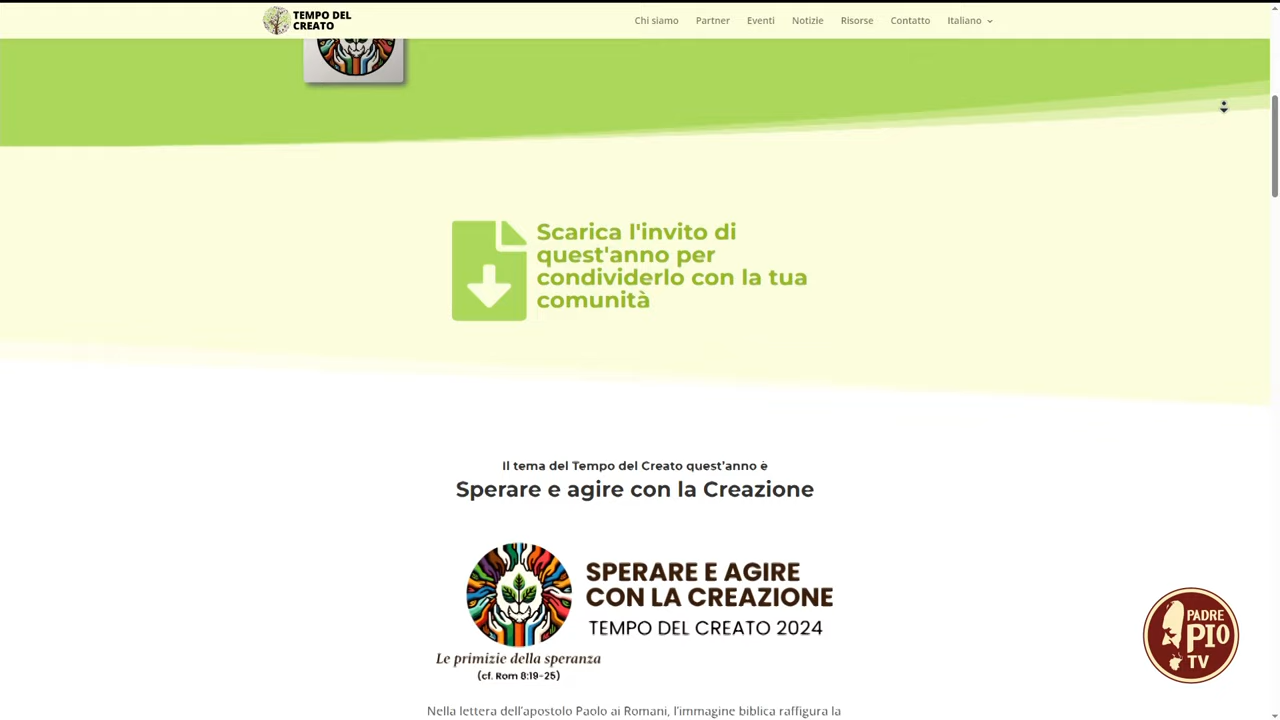 TEMPO DEL
CREATO
Chi siamo
Partner
Eventi
Notizie
Risorse
Contatto
Italiano
Scarica l'invito di
quest'anno per
condividerlo con la tua
comunità
Il tema del Tempo del Creato quest'anno è
Sperare e agire con la Creazione
SPERARE E AGIRE
CON LA CREAZIONE
TEMPO DEL CREATO 2024
Le primizie della speranza
(cf. Rom 8:19-25)
PADRE
PIO
TV
Nella lettera dell'apostolo Paolo ai Romani, l'immagine biblica raffigura la